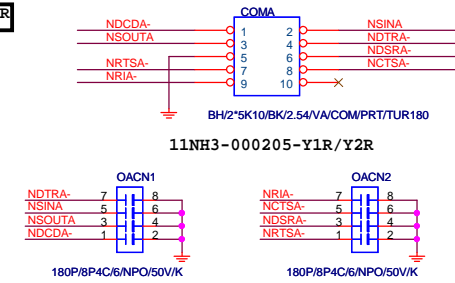 R
COMA
NDCDA- 1 2 NSINA
NSOUTA 3 4 NDTRA-
5 6 NDSRA-
NRTSA- 7 8 NCTSA-
NRIA- 9 10
BH/2*5K10/BK/2.54/VA/COM/PRT/TUR180
11NH3-000205-Y1R/Y2R
OACN1
NDTRA- 7 8
NSINA 5 6
NSOUTA 3 4
NDCDA- 1 2
180P/8P4C/6/NPO/50V/K
OACN2
NRIA- 7 8
NCTSA- 5 6
NDSRA- 3 4
NRTSA- 1 2
180P/8P4C/6/NPO/50V/K